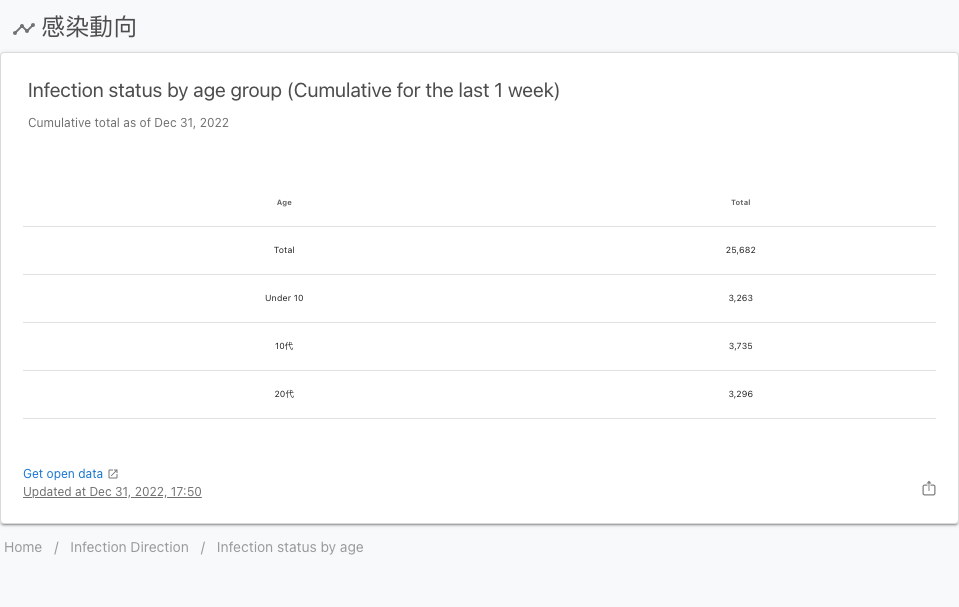 感染動向
Infection status by age group (Cumulative for the last 1 week)
Cumulative total as of Dec 31, 2022
Age Total
Total 25,682
Under 10 3,263
10代 3,735
20代 3,296
Get open data
Updated at Dec 31, 2022, 17:50
Home / Infection Direction / Infection status by age